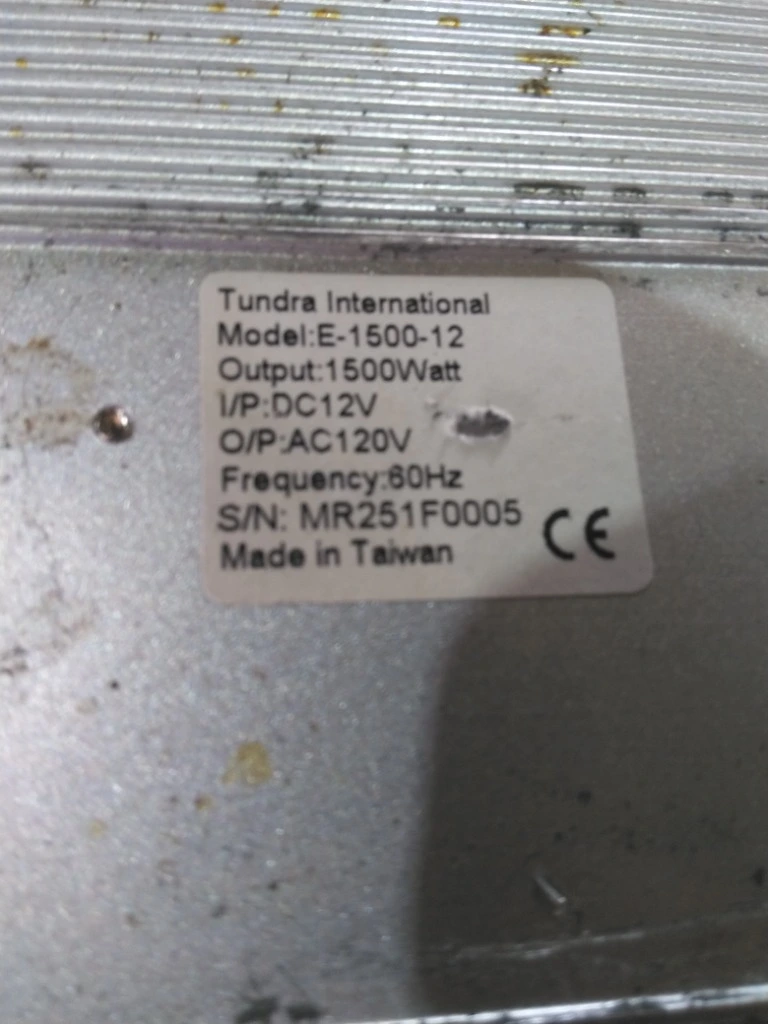 Tundra International
Model:E-1500-12
Output:1500Watt
I/P:DC12V
O/P:AC120V
Frequency:60Hz
S/N: MR251F0005
Made in Taiwan
CE